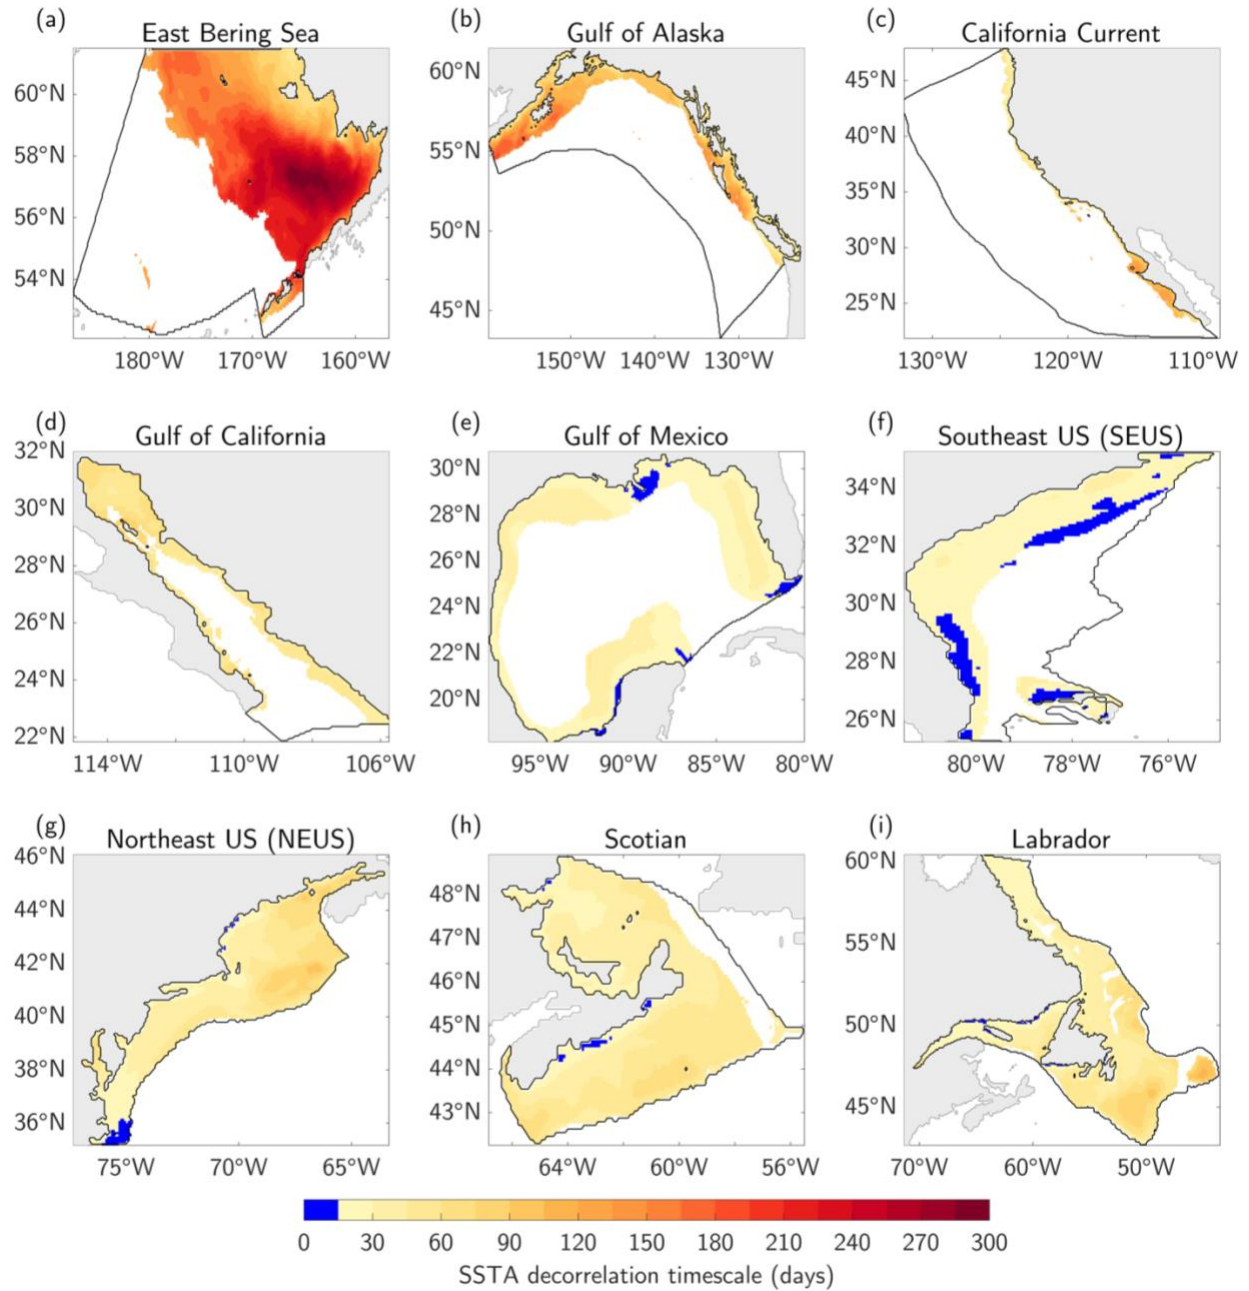 (a) East Bering Sea
60°N
58°N
56°N
54°N
180°W 170°W 160°W
(b) Gulf of Alaska
60°N
55°N
50°N
45°N
150°W 140°W 130°W
(c) California Current
45°N
40°N
35°N
30°N
25°N
130°W 120°W 110°W
(d) Gulf of California
32°N
30°N
28°N
26°N
24°N
22°N
114°W 110°W 106°W
(e) Gulf of Mexico
30°N
28°N
26°N
24°N
22°N
20°N
95°W 90°W 85°W 80°W
(f) Southeast US (SEUS)
34°N
32°N
30°N
28°N
26°N
80°W 78°W 76°W
(g) Northeast US (NEUS)
46°N
44°N
42°N
40°N
38°N
36°N
75°W 70°W 65°W
(h) Scotian
48°N
47°N
46°N
45°N
44°N
43°N
64°W 60°W 56°W
(i) Labrador
60°N
55°N
50°N
45°N
70°W 60°W 50°W
0 30 60 90 120 150 180 210 240 270 300
SSTA decorrelation timescale (days)